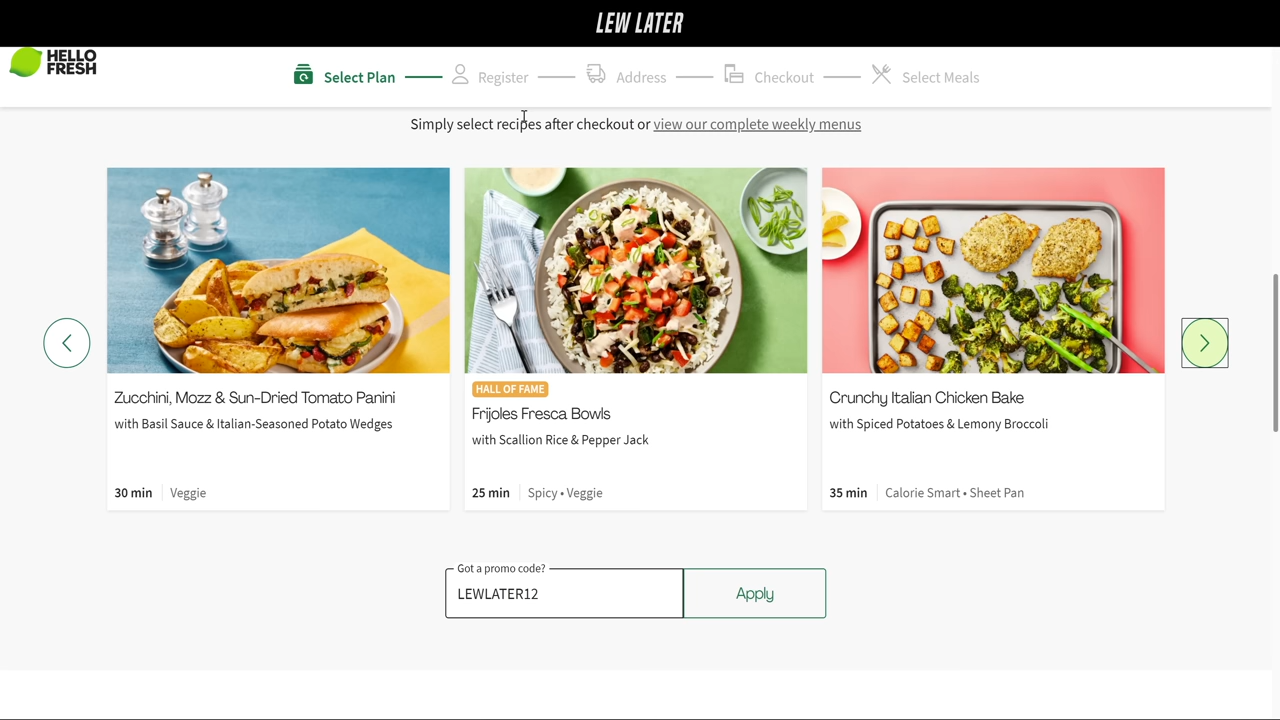 LEW LATER
HELLO
FRESH
Select Plan
Register
Address
Checkout
Select Meals
Simply select recipes after checkout or view our complete weekly menus
Zucchini, Mozz & Sun-Dried Tomato Panini
with Basil Sauce & Italian-Seasoned Potato Wedges
30 min
Veggie
HALL OF FAME
Frijoles Fresca Bowls
with Scallion Rice & Pepper Jack
25 min
Spicy • Veggie
Crunchy Italian Chicken Bake
with Spiced Potatoes & Lemony Broccoli
35 min
Calorie Smart • Sheet Pan
Got a promo code?
LEWLATER12
Apply